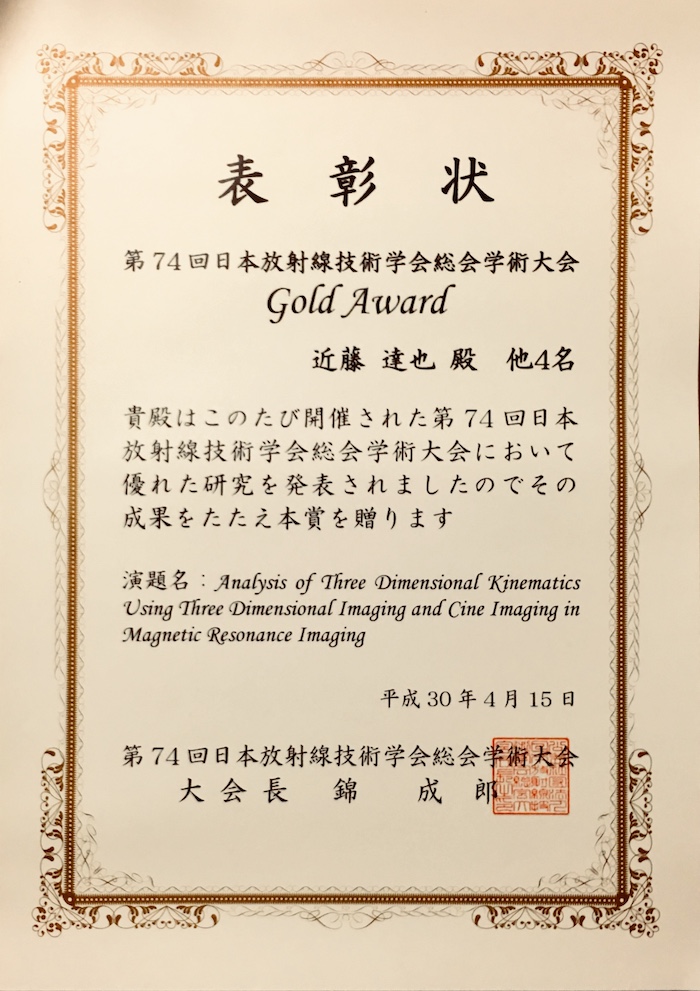 表彰状
第74回日本放射線技術学会総会学術大会
Gold Award
近藤 達也 殿 他4名
貴殿はこのたび開催された第74回日本
放射線技術学会総会学術大会において
優れた研究を発表されましたのでその
成果をたたえ本賞を贈ります
演題名:Analysis of Three Dimensional Kinematics
Using Three Dimensional Imaging and Cine Imaging in
Magnetic Resonance Imaging
平成30年4月15日
第74回日本放射線技術学会総会学術大会
大会長 錦 成郎